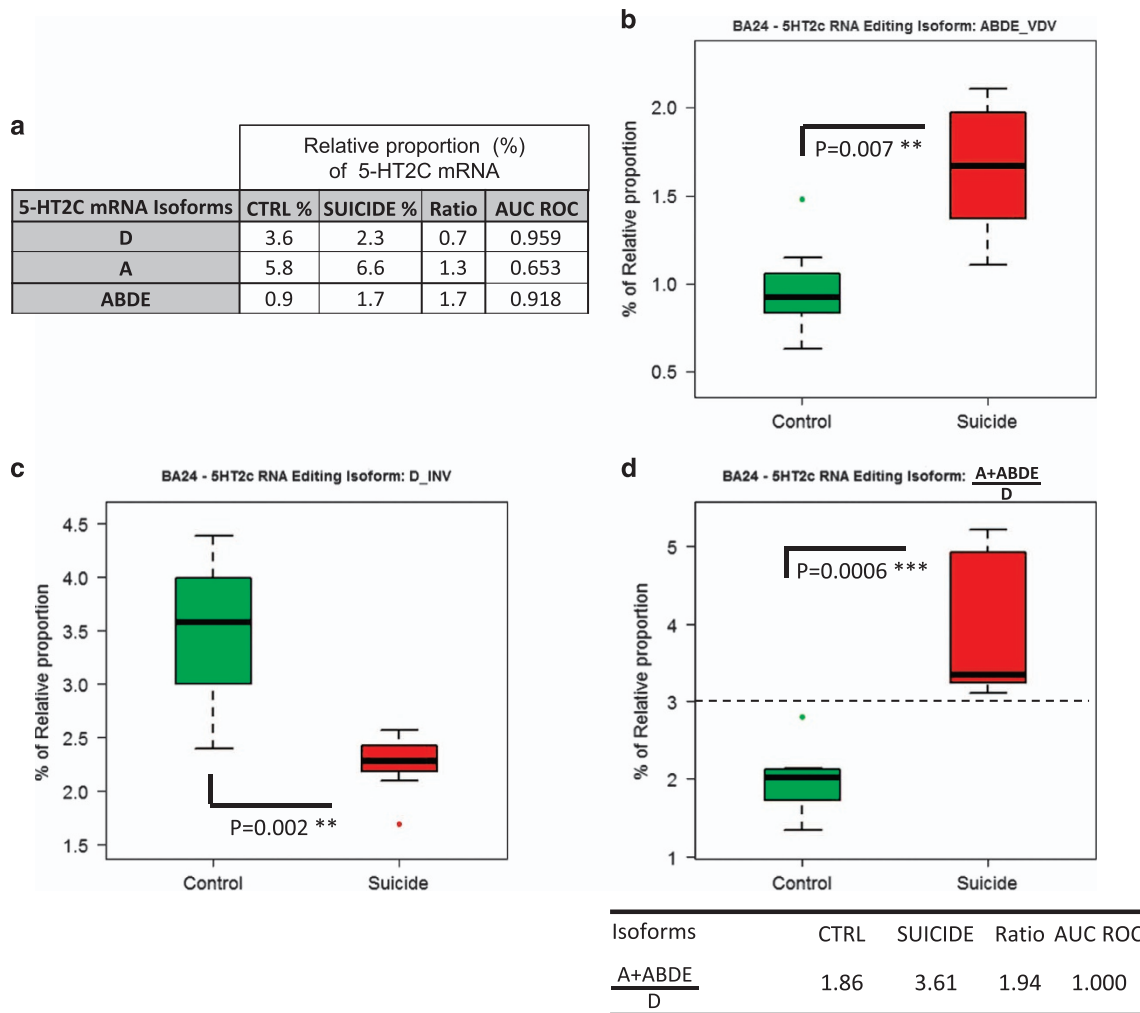 a
Relative proportion (%)
of 5-HT2C mRNA
5-HT2C mRNA Isoforms CTRL % SUICIDE % Ratio AUC ROC
D 3.6 2.3 0.7 0.959
A 5.8 6.6 1.3 0.653
ABDE 0.9 1.7 1.7 0.918
b
BA24 - 5HT2c RNA Editing Isoform: ABDE_VDV
% of Relative proportion
2.0
1.5
1.0
0.5
P=0.007 **
Control Suicide
c
BA24 - 5HT2c RNA Editing Isoform: D_INV
% of Relative proportion
4.5
4.0
3.5
3.0
2.5
2.0
1.5
P=0.002 **
Control Suicide
d
BA24 - 5HT2c RNA Editing Isoform: A+ABDE
D
% of Relative proportion
5
4
3
2
1
P=0.0006 ***
Control Suicide
Isoforms CTRL SUICIDE Ratio AUC ROC
A+ABDE 1.86 3.61 1.94 1.000
D